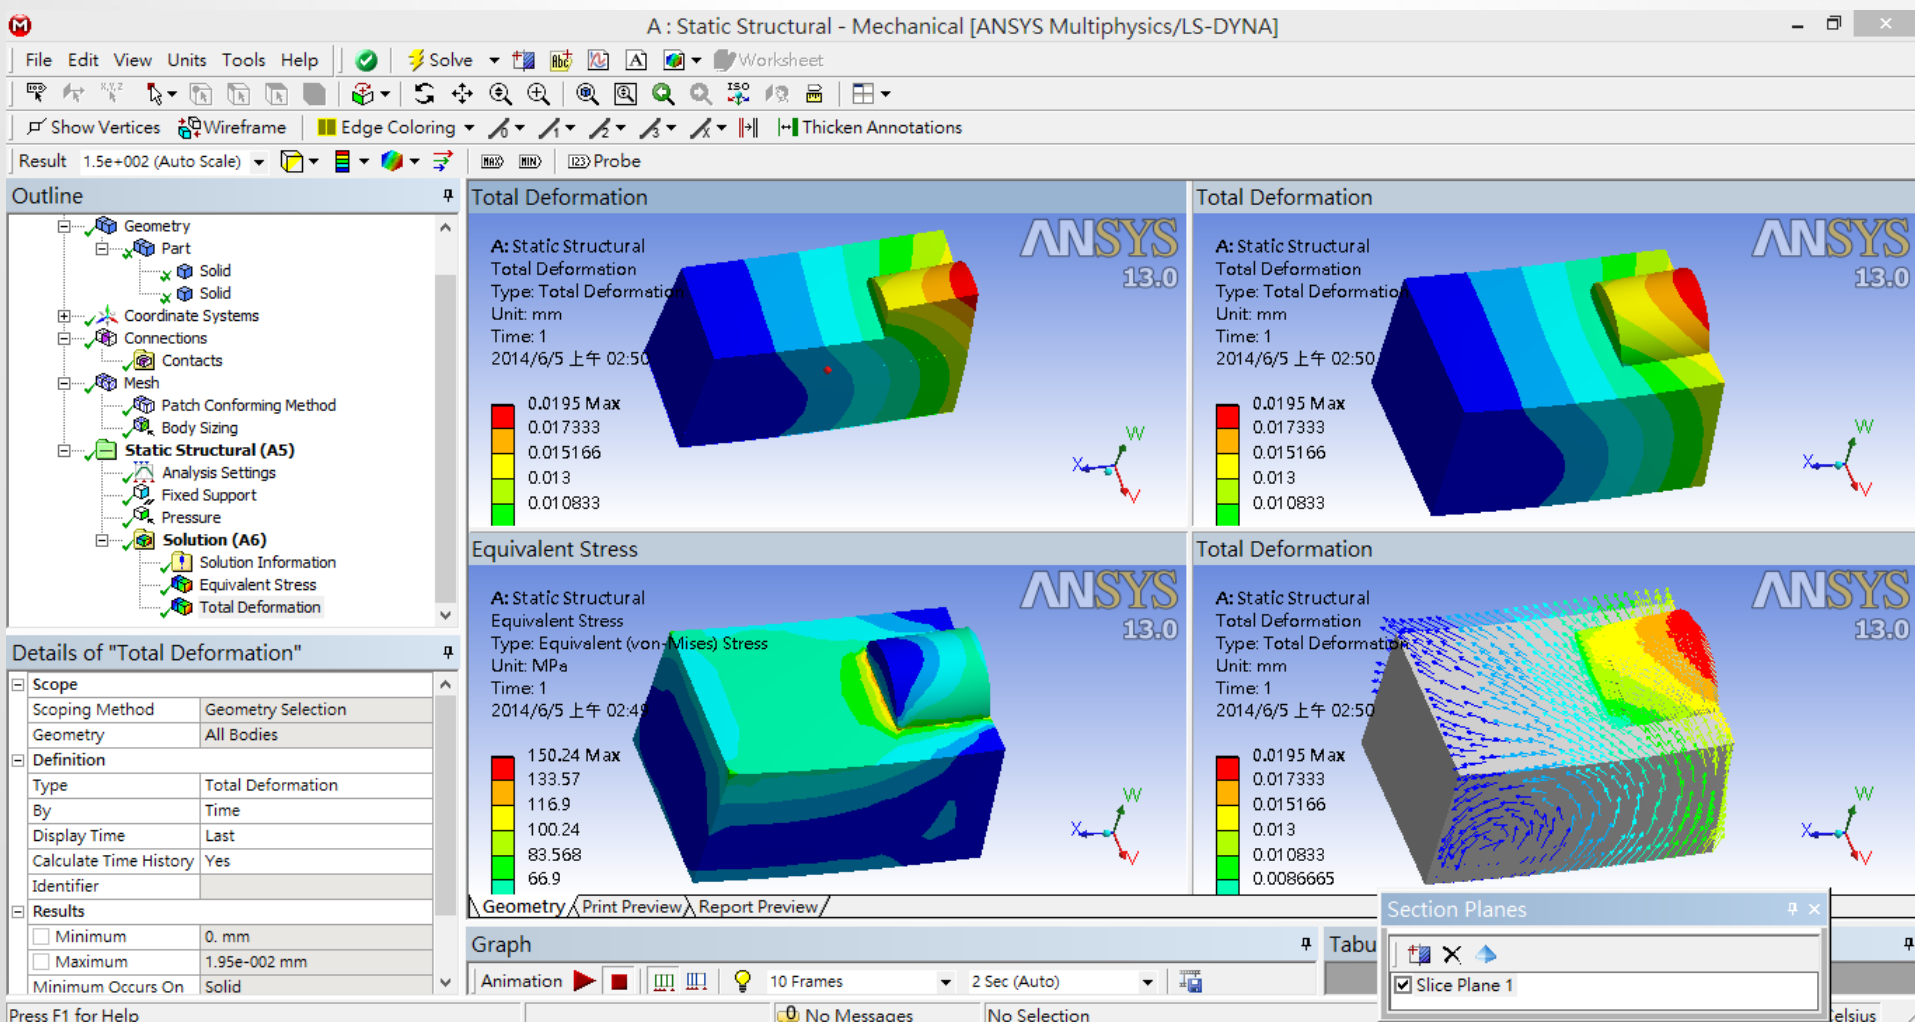 A : Static Structural - Mechanical [ANSYS Multiphysics/LS-DYNA]
File Edit View Units Tools Help Solve Worksheet
Show Vertices Wireframe Edge Coloring Thicken Annotations
Result 1.5e+002 (Auto Scale) MAX MIN 123 Probe
Outline
Geometry
Part
Solid
Solid
Coordinate Systems
Connections
Contacts
Mesh
Patch Conforming Method
Body Sizing
Static Structural (A5)
Analysis Settings
Fixed Support
Pressure
Solution (A6)
Solution Information
Equivalent Stress
Total Deformation
Details of "Total Deformation"
Scope
Scoping Method Geometry Selection
Geometry All Bodies
Definition
Type Total Deformation
By Time
Display Time Last
Calculate Time History Yes
Identifier
Results
Minimum 0. mm
Maximum 1.95e-002 mm
Minimum Occurs On Solid
Total Deformation
A: Static Structural
Total Deformation
Type: Total Deformation
Unit: mm
Time: 1
2014/6/5 上午 02:50
0.0195 Max
0.017333
0.015166
0.013
0.010833
ANSYS
13.0
X W V
Total Deformation
A: Static Structural
Total Deformation
Type: Total Deformation
Unit: mm
Time: 1
2014/6/5 上午 02:50
0.0195 Max
0.017333
0.015166
0.013
0.010833
ANSYS
13.0
X W V
Equivalent Stress
A: Static Structural
Equivalent Stress
Type: Equivalent (von-Mises) Stress
Unit: MPa
Time: 1
2014/6/5 上午 02:49
150.24 Max
133.57
116.9
100.24
83.568
66.9
ANSYS
13.0
X W V
Total Deformation
A: Static Structural
Total Deformation
Type: Total Deformation
Unit: mm
Time: 1
2014/6/5 上午 02:50
0.0195 Max
0.017333
0.015166
0.013
0.010833
0.0086665
ANSYS
13.0
X W V
Geometry Print Preview Report Preview
Graph
Animation 10 Frames 2 Sec (Auto)
Tabu
Section Planes
Slice Plane 1
Press F1 for Help 0 No Messages No Selection elsius